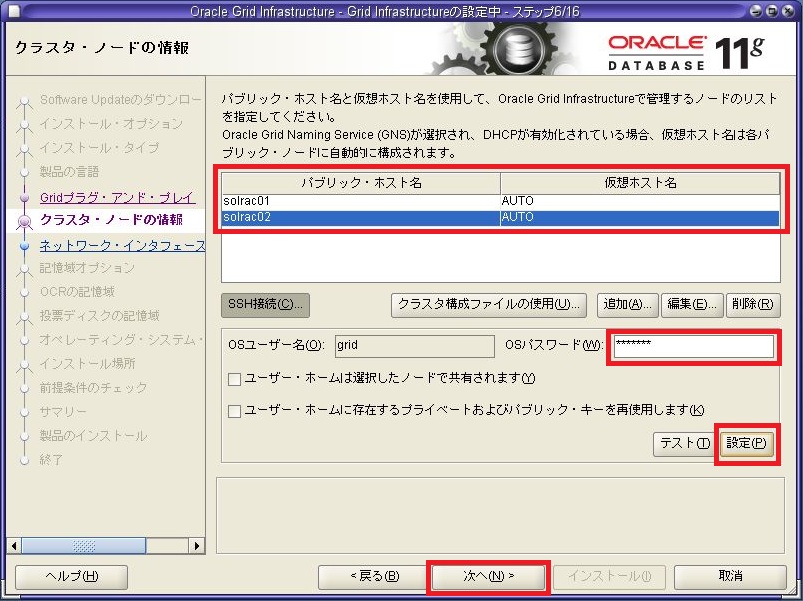 Oracle Grid Infrastructure - Grid Infrastructureの設定中 - ステップ6/16
クラスタ・ノードの情報
ORACLE
DATABASE
11g
Software Updateのダウンロー
インストール・オプション
インストール・タイプ
製品の言語
Gridプラグ・アンド・プレイ
クラスタ・ノードの情報
ネットワーク・インタフェース
記憶域オプション
OCRの記憶域
投票ディスクの記憶域
オペレーティング・システム・
インストール場所
前提条件のチェック
サマリー
製品のインストール
終了
パブリック・ホスト名と仮想ホスト名を使用して、Oracle Grid Infrastructureで管理するノードのリスト
を指定してください。
Oracle Grid Naming Service (GNS)が選択され、DHCPが有効化されている場合、仮想ホスト名は各パ
ブリック・ノードに自動的に構成されます。
パブリック・ホスト名 仮想ホスト名
solrac01 AUTO
solrac02 AUTO
SSH接続(C)... クラスタ構成ファイルの使用(U)... 追加(A)... 編集(E)... 削除(R)
OSユーザー名(O): grid OSパスワード(W): *******
ユーザー・ホームは選択したノードで共有されます(Y)
ユーザー・ホームに存在するプライベートおよびパブリック・キーを再使用します(K)
テスト(T) 設定(P)
ヘルプ(H) < 戻る(B) 次へ(N) > インストール(I) 取消